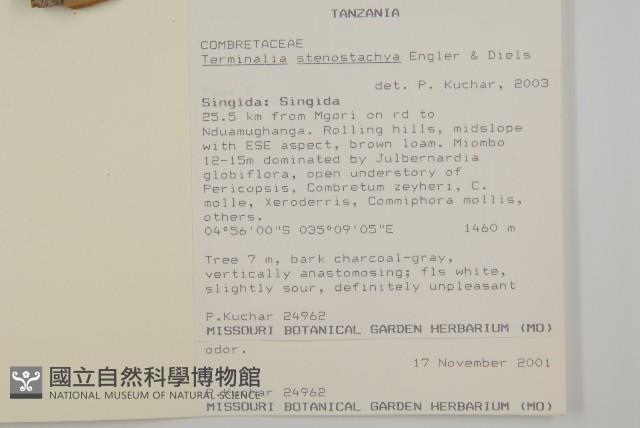 TANZANIA
COMBRETACEAE
Terminalia stenostachya Engler & Diels
det. P. Kuchar, 2003
Singida: Singida
25.5 km from Mgori on rd to
Nduamughanga. Rolling hills, midslope
with ESE aspect, brown loam. Miombo
12-15m dominated by Julbernardia
globiflora, open understory of
Pericopsis, Combretum zeyheri, C.
molle, Xeroderris, Commiphora mollis,
others.
04°56'00"S 035°09'05"E 1460 m
Tree 7 m, bark charcoal-gray,
vertically anastomosing; fls white,
slightly sour, definitely unpleasant
P.Kuchar 24962
MISSOURI BOTANICAL GARDEN HERBARIUM (MO)
odor.
17 November 2001
國立自然科學博物館
NATIONAL MUSEUM OF NATURAL SCIENCE
P.Kuchar 24962
MISSOURI BOTANICAL GARDEN HERBARIUM (MO)